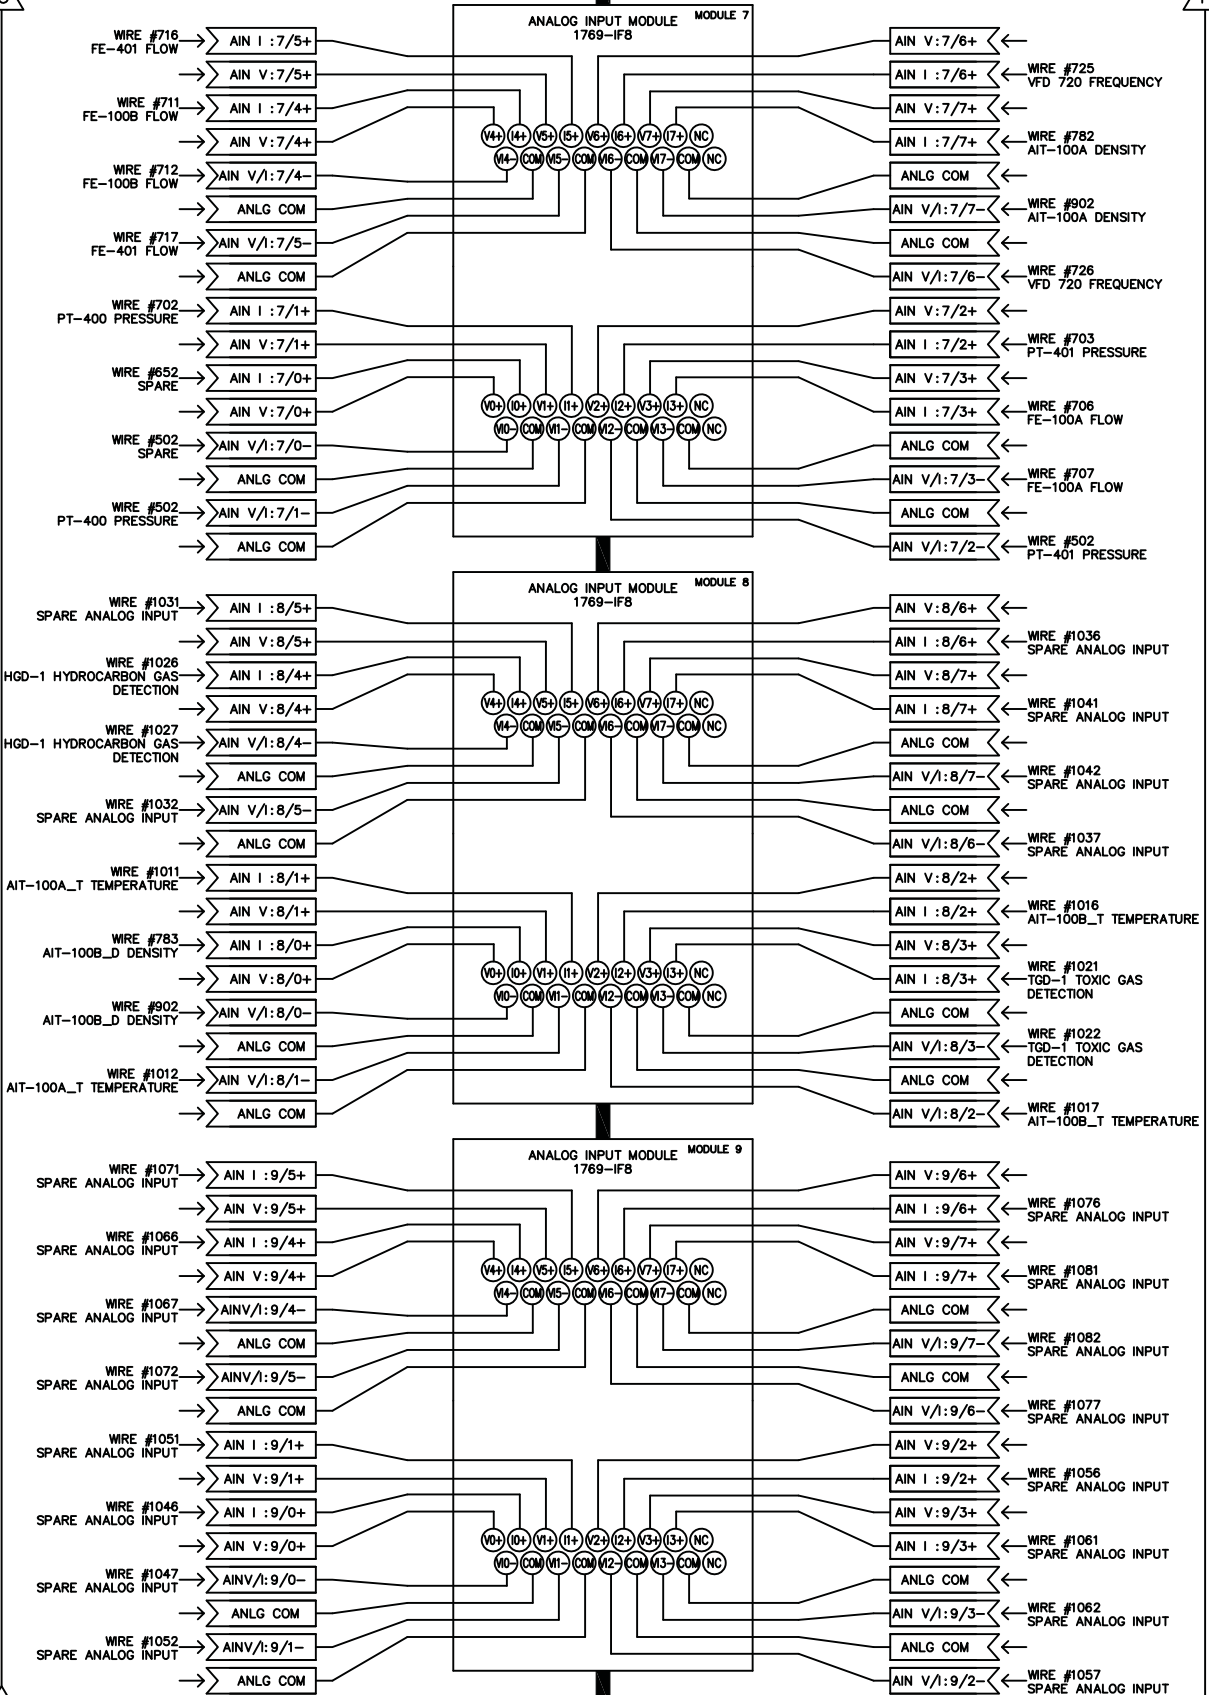 ANALOG INPUT MODULE
1769-IF8
MODULE 7
WIRE #716
FE-401 FLOW
AIN I :7/5+
AIN V:7/5+
WIRE #711
FE-100B FLOW
AIN I :7/4+
AIN V:7/4+
WIRE #712
FE-100B FLOW
AIN V/I:7/4-
ANLG COM
WIRE #717
FE-401 FLOW
AIN V/I:7/5-
ANLG COM
WIRE #702
PT-400 PRESSURE
AIN I :7/1+
AIN V:7/1+
WIRE #652
SPARE
AIN I :7/0+
AIN V:7/0+
WIRE #502
SPARE
AIN V/I:7/0-
ANLG COM
WIRE #502
PT-400 PRESSURE
AIN V/I:7/1-
ANLG COM
V4+ I4+ V5+ I5+ V6+ I6+ V7+ I7+ NC
VI4- COM VI5- COM VI6- COM VI7- COM NC
V0+ I0+ V1+ I1+ V2+ I2+ V3+ I3+ NC
VI0- COM VI1- COM VI2- COM VI3- COM NC
AIN V:7/6+
AIN I :7/6+
WIRE #725
VFD 720 FREQUENCY
AIN V:7/7+
AIN I :7/7+
WIRE #782
AIT-100A DENSITY
ANLG COM
AIN V/I:7/7-
WIRE #902
AIT-100A DENSITY
ANLG COM
AIN V/I:7/6-
WIRE #726
VFD 720 FREQUENCY
AIN V:7/2+
AIN I :7/2+
WIRE #703
PT-401 PRESSURE
AIN V:7/3+
AIN I :7/3+
WIRE #706
FE-100A FLOW
ANLG COM
AIN V/I:7/3-
WIRE #707
FE-100A FLOW
ANLG COM
AIN V/I:7/2-
WIRE #502
PT-401 PRESSURE
ANALOG INPUT MODULE
1769-IF8
MODULE 8
WIRE #1031
SPARE ANALOG INPUT
AIN I :8/5+
AIN V:8/5+
WIRE #1026
HGD-1 HYDROCARBON GAS
DETECTION
AIN I :8/4+
AIN V:8/4+
WIRE #1027
HGD-1 HYDROCARBON GAS
DETECTION
AIN V/I:8/4-
ANLG COM
WIRE #1032
SPARE ANALOG INPUT
AIN V/I:8/5-
ANLG COM
WIRE #1011
AIT-100A_T TEMPERATURE
AIN I :8/1+
AIN V:8/1+
WIRE #783
AIT-100B_D DENSITY
AIN I :8/0+
AIN V:8/0+
WIRE #902
AIT-100B_D DENSITY
AIN V/I:8/0-
ANLG COM
WIRE #1012
AIT-100A_T TEMPERATURE
AIN V/I:8/1-
ANLG COM
V4+ I4+ V5+ I5+ V6+ I6+ V7+ I7+ NC
VI4- COM VI5- COM VI6- COM VI7- COM NC
V0+ I0+ V1+ I1+ V2+ I2+ V3+ I3+ NC
VI0- COM VI1- COM VI2- COM VI3- COM NC
AIN V:8/6+
AIN I :8/6+
WIRE #1036
SPARE ANALOG INPUT
AIN V:8/7+
AIN I :8/7+
WIRE #1041
SPARE ANALOG INPUT
ANLG COM
AIN V/I:8/7-
WIRE #1042
SPARE ANALOG INPUT
ANLG COM
AIN V/I:8/6-
WIRE #1037
SPARE ANALOG INPUT
AIN V:8/2+
AIN I :8/2+
WIRE #1016
AIT-100B_T TEMPERATURE
AIN V:8/3+
AIN I :8/3+
WIRE #1021
TGD-1 TOXIC GAS
DETECTION
ANLG COM
AIN V/I:8/3-
WIRE #1022
TGD-1 TOXIC GAS
DETECTION
ANLG COM
AIN V/I:8/2-
WIRE #1017
AIT-100B_T TEMPERATURE
ANALOG INPUT MODULE
1769-IF8
MODULE 9
WIRE #1071
SPARE ANALOG INPUT
AIN I :9/5+
AIN V:9/5+
WIRE #1066
SPARE ANALOG INPUT
AIN I :9/4+
AIN V:9/4+
WIRE #1067
SPARE ANALOG INPUT
AINV/I:9/4-
ANLG COM
WIRE #1072
SPARE ANALOG INPUT
AINV/I:9/5-
ANLG COM
WIRE #1051
SPARE ANALOG INPUT
AIN I :9/1+
AIN V:9/1+
WIRE #1046
SPARE ANALOG INPUT
AIN I :9/0+
AIN V:9/0+
WIRE #1047
SPARE ANALOG INPUT
AINV/I:9/0-
ANLG COM
WIRE #1052
SPARE ANALOG INPUT
AINV/I:9/1-
ANLG COM
V4+ I4+ V5+ I5+ V6+ I6+ V7+ I7+ NC
VI4- COM VI5- COM VI6- COM VI7- COM NC
V0+ I0+ V1+ I1+ V2+ I2+ V3+ I3+ NC
VI0- COM VI1- COM VI2- COM VI3- COM NC
AIN V:9/6+
AIN I :9/6+
WIRE #1076
SPARE ANALOG INPUT
AIN V:9/7+
AIN I :9/7+
WIRE #1081
SPARE ANALOG INPUT
ANLG COM
AIN V/I:9/7-
WIRE #1082
SPARE ANALOG INPUT
ANLG COM
AIN V/I:9/6-
WIRE #1077
SPARE ANALOG INPUT
AIN V:9/2+
AIN I :9/2+
WIRE #1056
SPARE ANALOG INPUT
AIN V:9/3+
AIN I :9/3+
WIRE #1061
SPARE ANALOG INPUT
ANLG COM
AIN V/I:9/3-
WIRE #1062
SPARE ANALOG INPUT
ANLG COM
AIN V/I:9/2-
WIRE #1057
SPARE ANALOG INPUT